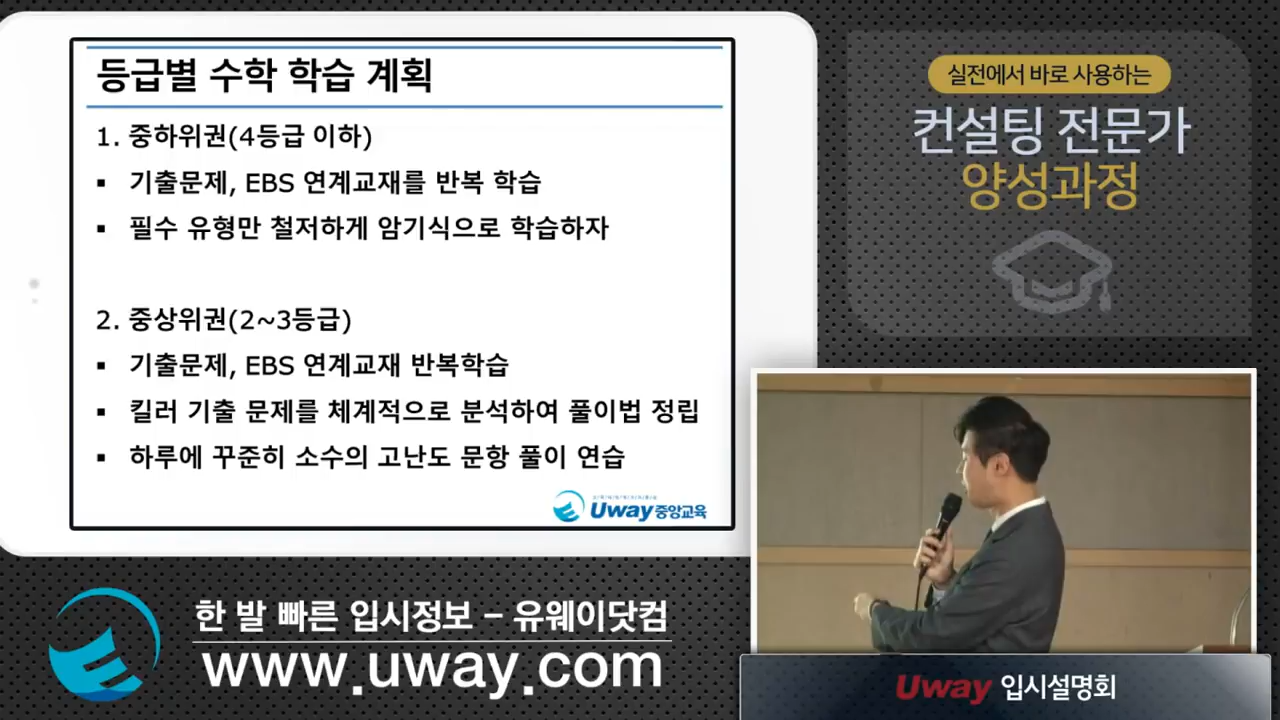 등급별 수학 학습 계획
1. 중하위권(4등급 이하)
▪ 기출문제, EBS 연계교재를 반복 학습
▪ 필수 유형만 철저하게 암기식으로 학습하자
2. 중상위권(2~3등급)
▪ 기출문제, EBS 연계교재 반복학습
▪ 킬러 기출 문제를 체계적으로 분석하여 풀이법 정립
▪ 하루에 꾸준히 소수의 고난도 문항 풀이 연습
Uway 중앙교육
실전에서 바로 사용하는
컨설팅 전문가
양성과정
한 발 빠른 입시정보 – 유웨이닷컴
www.uway.com
Uway 입시설명회